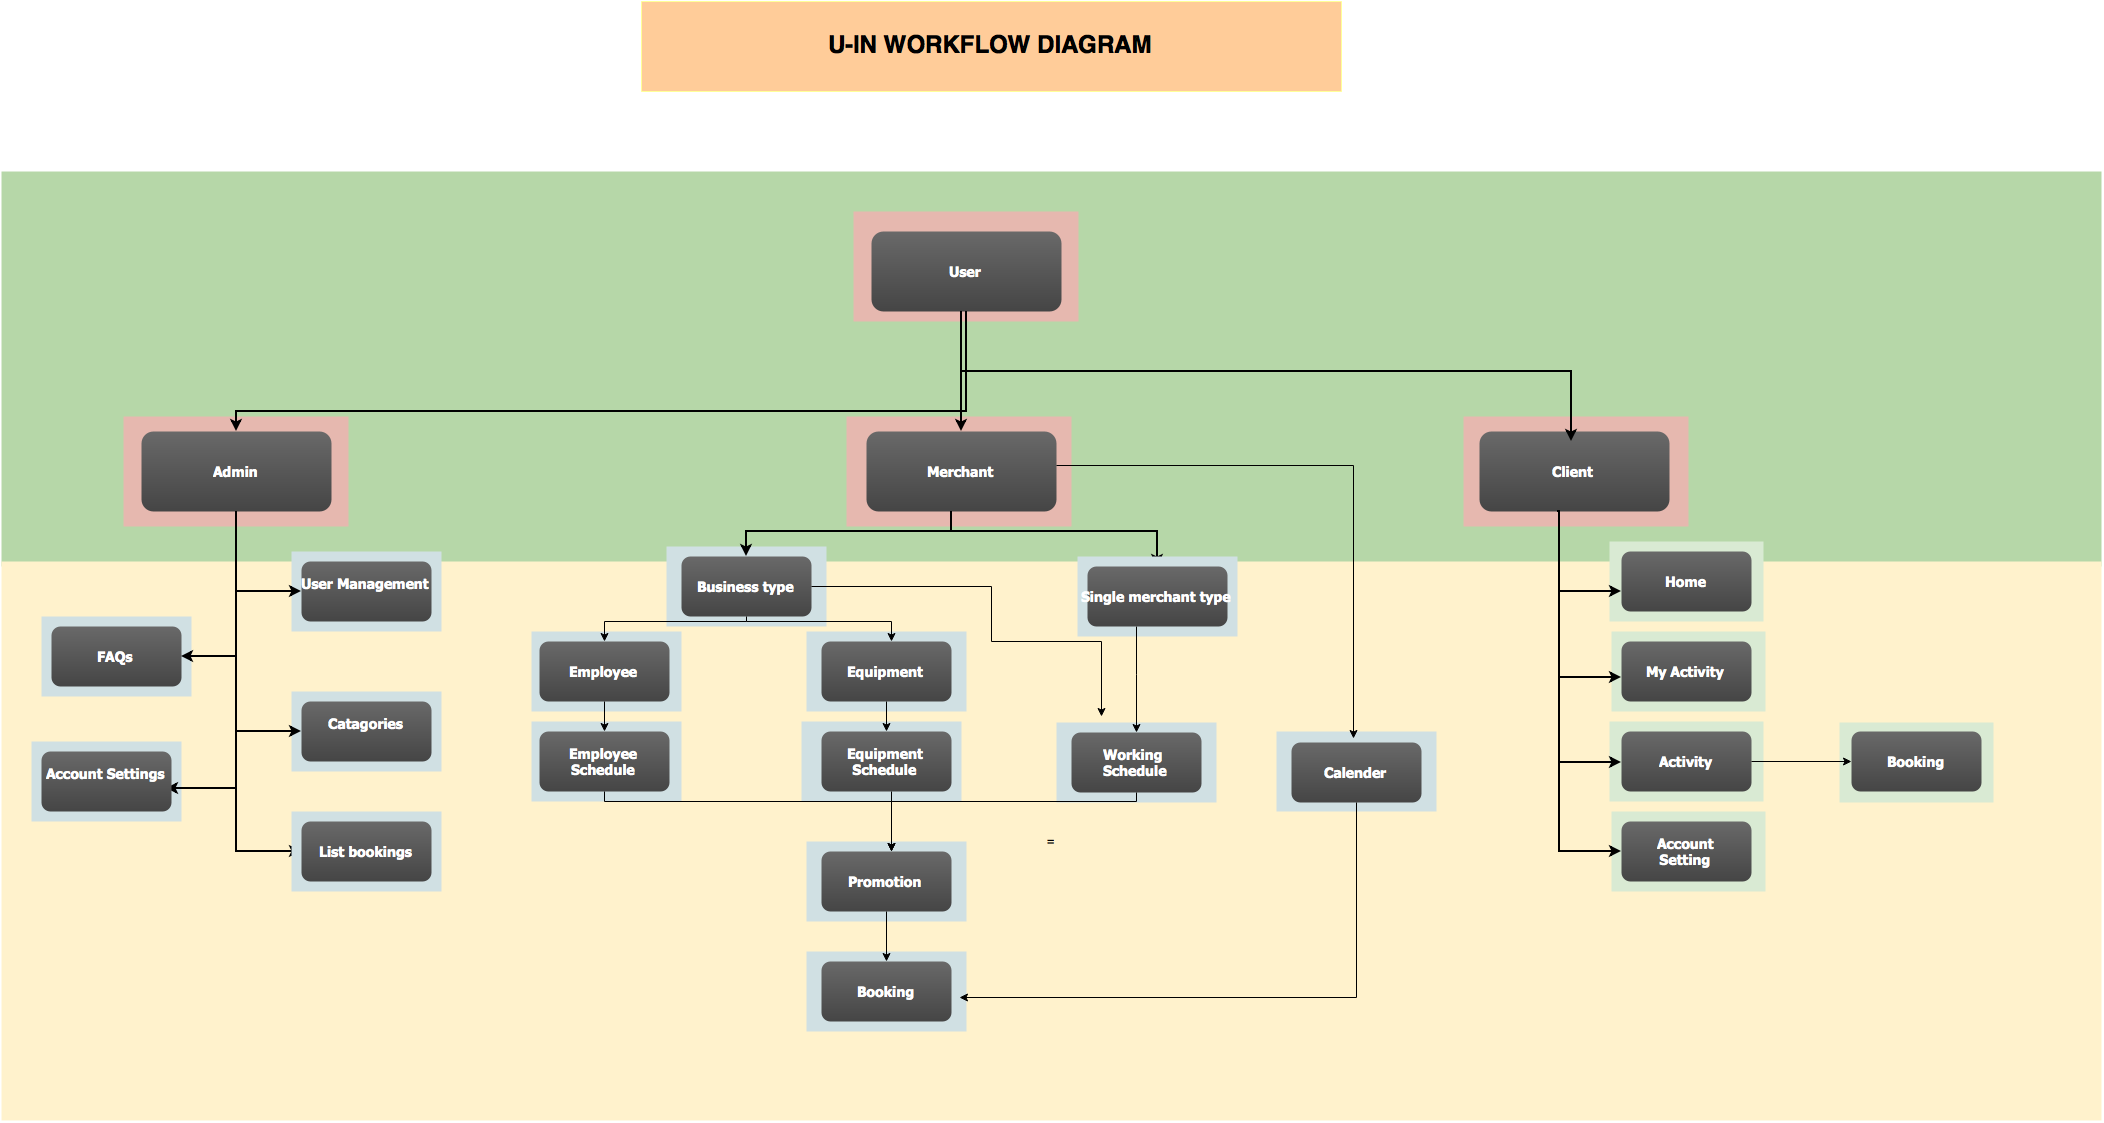 U-IN WORKFLOW DIAGRAM
User
Admin
Merchant
Client
User Management
FAQs
Catagories
Account Settings
List bookings
Business type
Single merchant type
Employee
Equipment
Employee
Schedule
Equipment
Schedule
Working
Schedule
Calender
=
Promotion
Booking
Home
My Activity
Activity
Booking
Account
Setting